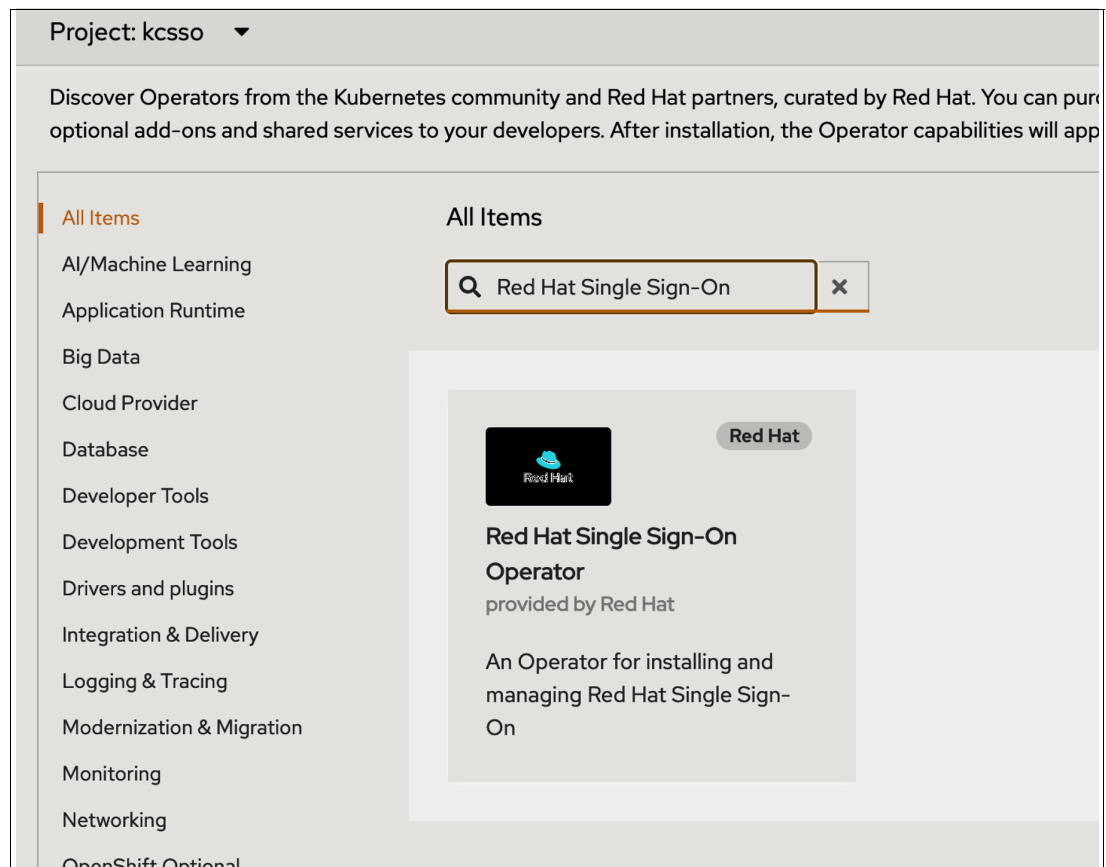 Project: kcsso
Discover Operators from the Kubernetes community and Red Hat partners, curated by Red Hat. You can purc
optional add-ons and shared services to your developers. After installation, the Operator capabilities will app
All Items
AI/Machine Learning
Application Runtime
Big Data
Cloud Provider
Database
Developer Tools
Development Tools
Drivers and plugins
Integration & Delivery
Logging & Tracing
Modernization & Migration
Monitoring
Networking
OpenShift Optional
All Items
Red Hat Single Sign-On
Red Hat
Red Hat
Red Hat Single Sign-On
Operator
provided by Red Hat
An Operator for installing and
managing Red Hat Single Sign-
On